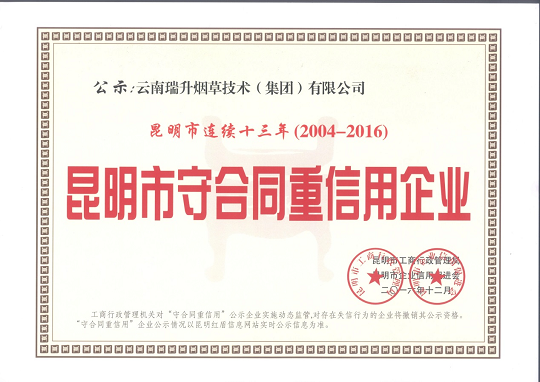 公示:云南瑞升烟草技术（集团）有限公司
昆明市连续十三年(2004-2016)
昆明市守合同重信用企业
昆明市工商行政管理局
昆明市企业信用促进会
二〇一六年十二月
工商行政管理机关对“守合同重信用”公示企业实施动态监管,对存在失信行为的企业将撤销其公示资格。
“守合同重信用”企业公示情况以昆明红盾信息网站实时公示信息为准。